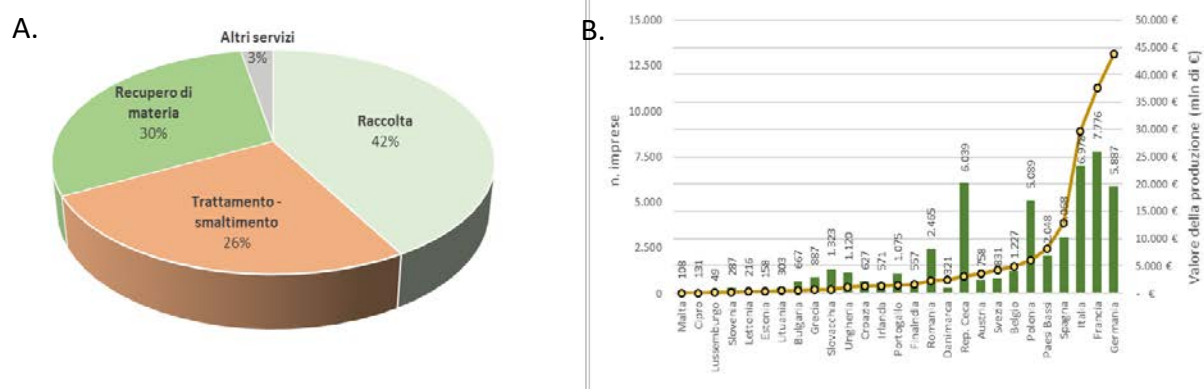 A.
Altri servizi
3%
Recupero di
materia
30%
Raccolta
42%
Trattamento -
smaltimento
26%
B.
n. imprese
15.000
12.500
10.000
7.500
5.000
2.500
0
108
131
49
287
216
158
303
667
887
1.323
1.120
627
571
1.075
557
2.465
321
6.039
758
831
1.227
5.089
2.048
7.776
5.887
Malta
Cipro
Lussemburgo
Slovenia
Lettonia
Estonia
Lituania
Bulgaria
Grecia
Slovacchia
Ungheria
Croazia
Irlanda
Portogallo
Finalndia
Romania
Danimarca
Rep. Ceca
Austria
Svezia
Belgio
Polonia
Paesi Bassi
Spagna
Italia
Francia
Germania
50.000 €
45.000 €
40.000 €
35.000 €
30.000 €
25.000 €
20.000 €
15.000 €
10.000 €
5.000 €
- €
Valore della produzione (mln di €)